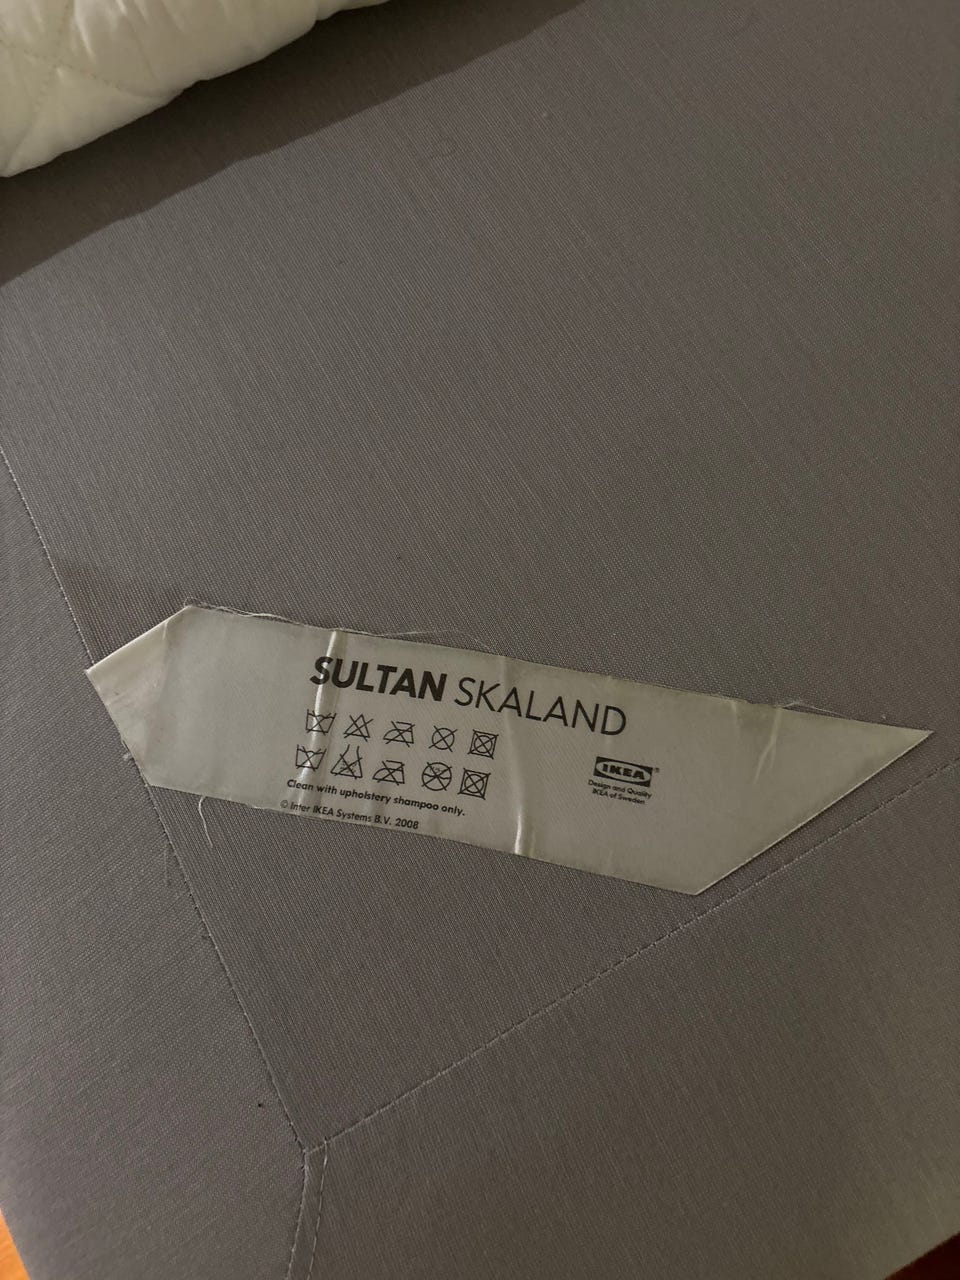 SULTAN SKALAND
Clean with upholstery shampoo only.
© Inter IKEA Systems B.V. 2008
IKEA®
Design and Quality
IKEA of Sweden